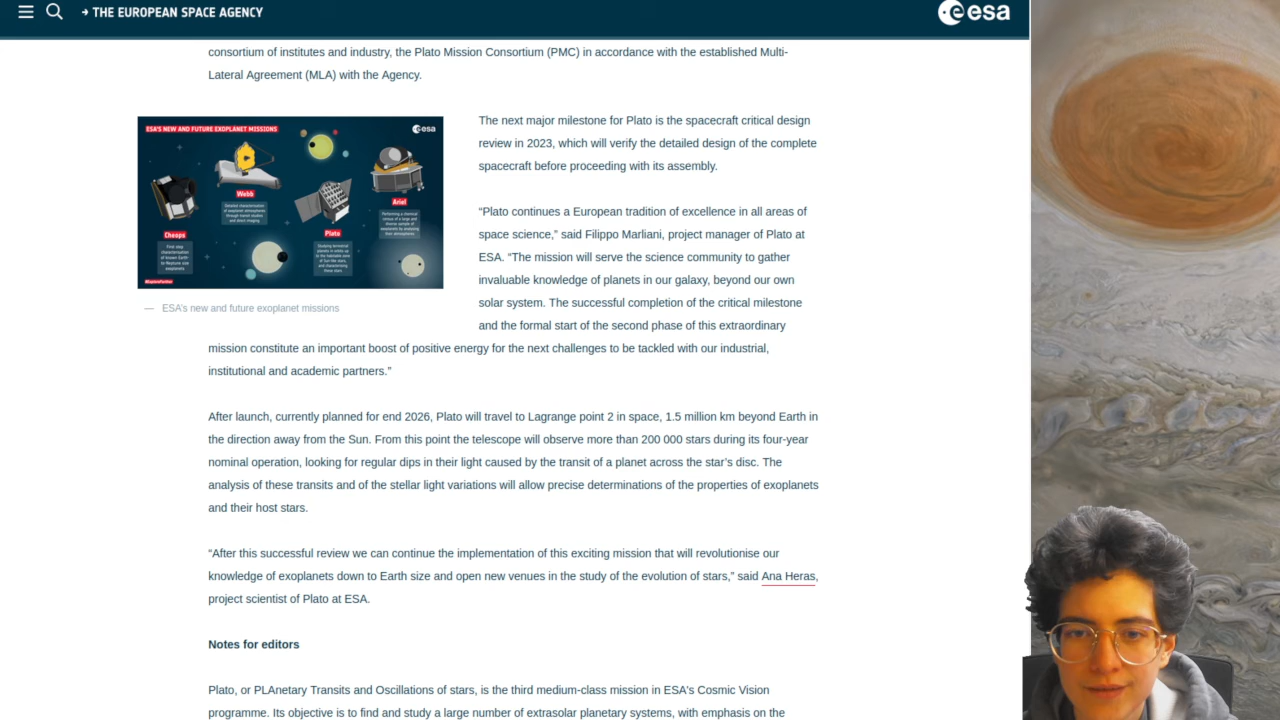 → THE EUROPEAN SPACE AGENCY
esa
consortium of institutes and industry, the Plato Mission Consortium (PMC) in accordance with the established Multi-
Lateral Agreement (MLA) with the Agency.
ESA'S NEW AND FUTURE EXOPLANET MISSIONS
esa
Webb
Detailed characterisation
of exoplanet atmospheres
through transit studies
and direct imaging
Ariel
Performing a chemical
census of a large and
diverse sample of
exoplanets by analysing
their atmospheres
Cheops
First step
characterisation
of known Earth-
to-Neptune size
exoplanets
Plato
Studying terrestrial
planets in orbits up
to the habitable zone
of Sun-like stars,
and characterising
these stars
— ESA's new and future exoplanet missions
The next major milestone for Plato is the spacecraft critical design
review in 2023, which will verify the detailed design of the complete
spacecraft before proceeding with its assembly.
“Plato continues a European tradition of excellence in all areas of
space science,” said Filippo Marliani, project manager of Plato at
ESA. “The mission will serve the science community to gather
invaluable knowledge of planets in our galaxy, beyond our own
solar system. The successful completion of the critical milestone
and the formal start of the second phase of this extraordinary
mission constitute an important boost of positive energy for the next challenges to be tackled with our industrial,
institutional and academic partners.”
After launch, currently planned for end 2026, Plato will travel to Lagrange point 2 in space, 1.5 million km beyond Earth in
the direction away from the Sun. From this point the telescope will observe more than 200 000 stars during its four-year
nominal operation, looking for regular dips in their light caused by the transit of a planet across the star’s disc. The
analysis of these transits and of the stellar light variations will allow precise determinations of the properties of exoplanets
and their host stars.
“After this successful review we can continue the implementation of this exciting mission that will revolutionise our
knowledge of exoplanets down to Earth size and open new venues in the study of the evolution of stars,” said Ana Heras,
project scientist of Plato at ESA.
Notes for editors
Plato, or PLAnetary Transits and Oscillations of stars, is the third medium-class mission in ESA's Cosmic Vision
programme. Its objective is to find and study a large number of extrasolar planetary systems, with emphasis on the